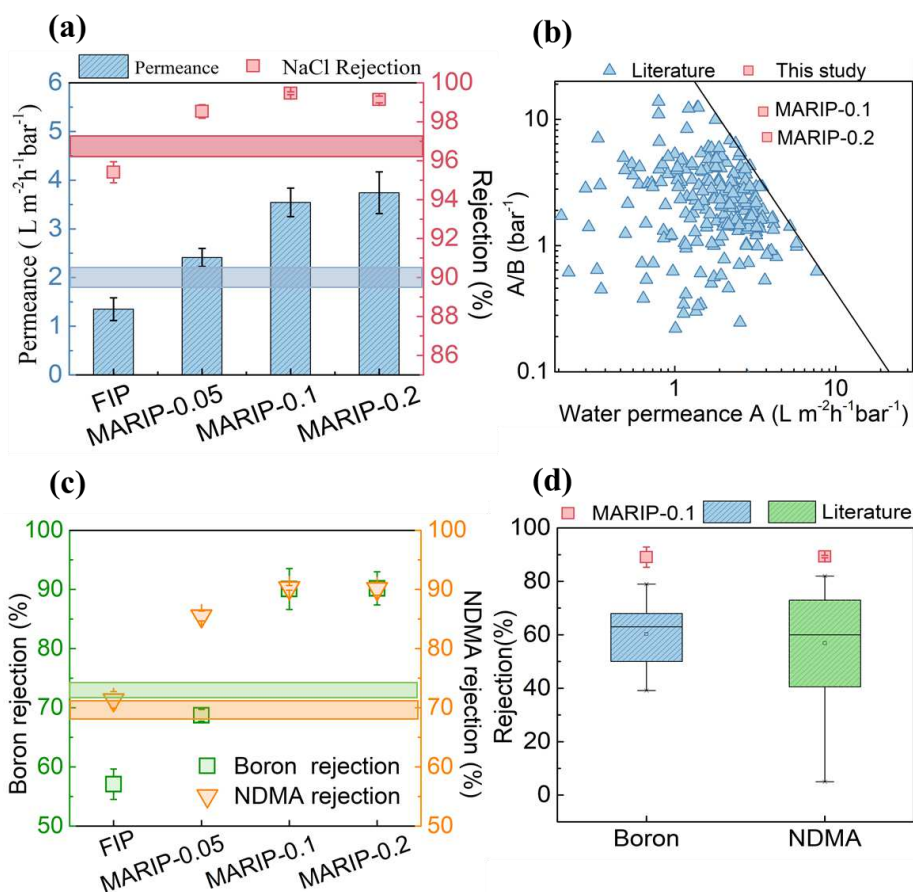 (a)
Permeance NaCl Rejection
Permeance ( L m⁻²h⁻¹bar⁻¹)
6
5
4
3
2
1
0
100
98
96
94
92
90
88
86
Rejection (%)
FIP MARIP-0.05 MARIP-0.1 MARIP-0.2
(b)
Literature This study
MARIP-0.1
MARIP-0.2
A/B (bar⁻¹)
10
1
0.1
1 10
Water permeance A (L m⁻²h⁻¹bar⁻¹)
(c)
Boron rejection (%)
100
90
80
70
60
50
100
90
80
70
60
50
NDMA rejection (%)
Boron rejection
NDMA rejection
FIP MARIP-0.05 MARIP-0.1 MARIP-0.2
(d)
MARIP-0.1 Literature
Rejection(%)
100
80
60
40
20
0
Boron NDMA